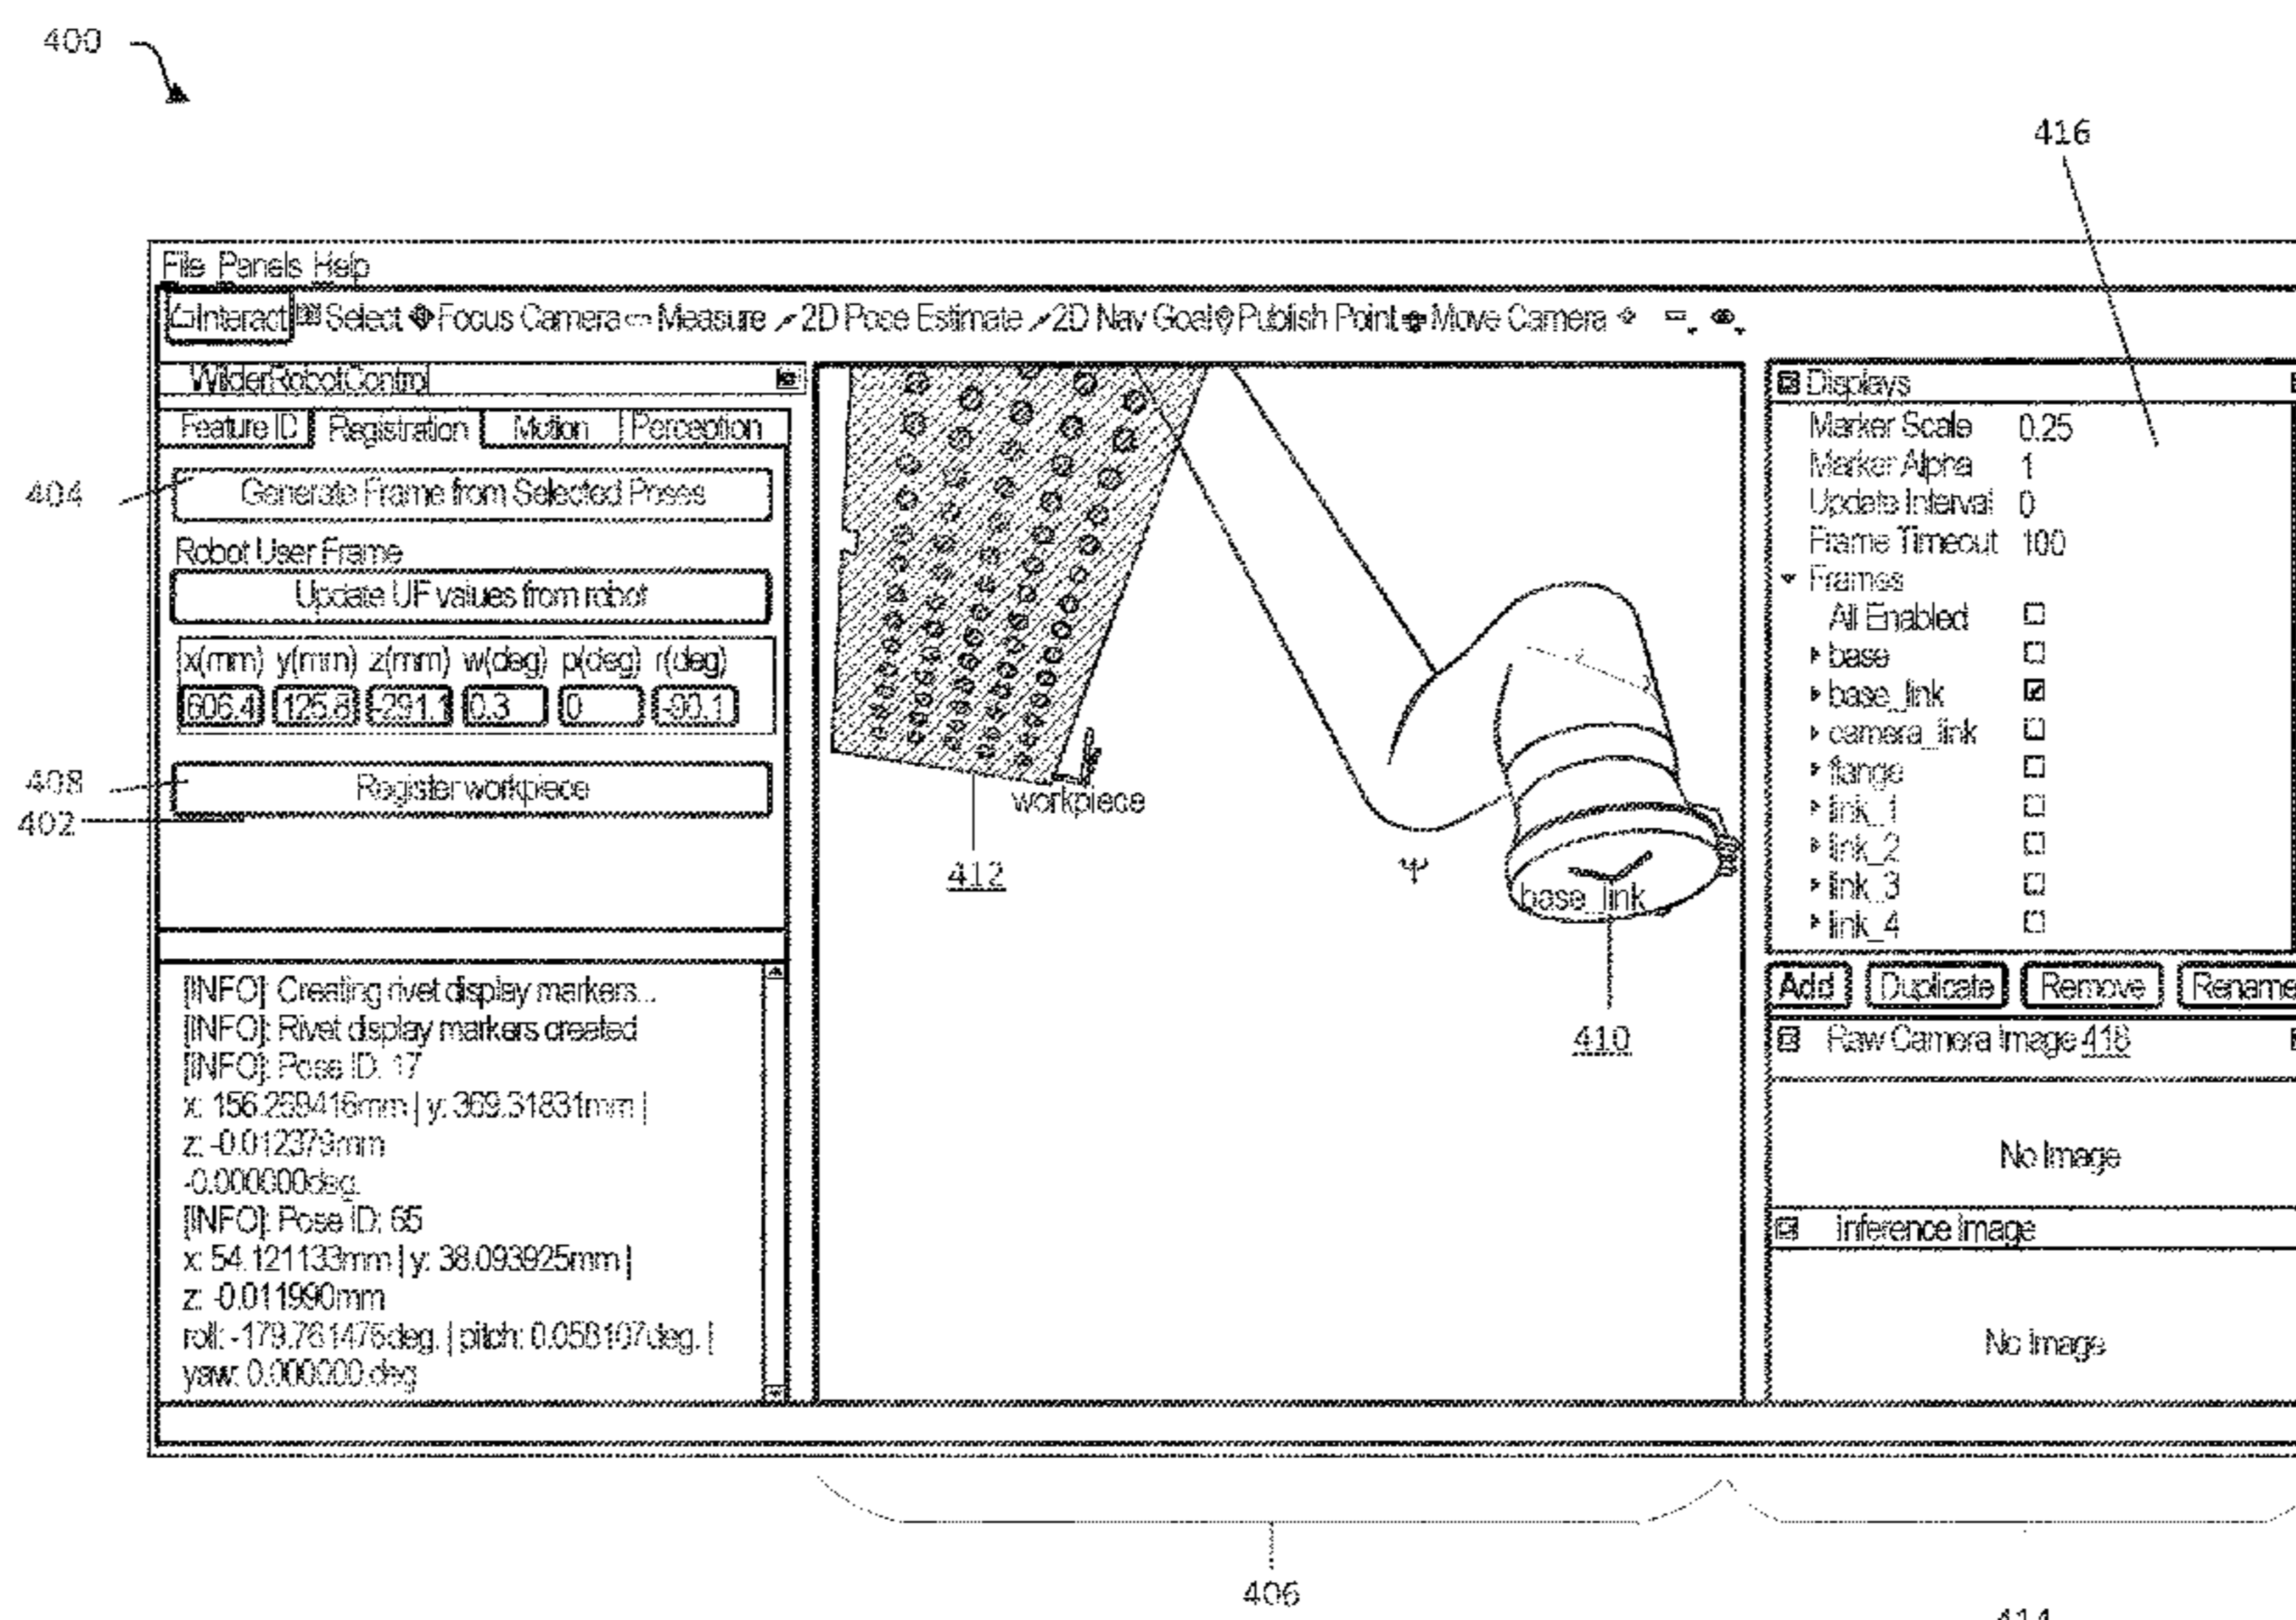 400
416
File Panels Help
Interact Select Focus Camera Measure 2D Pose Estimate 2D Nav Goal Publish Point Move Camera
WilderRobotControl
Feature ID Registration Motion Perception
404
Generate Frame from Selected Poses
Robot User Frame
Update UF values from robot
x(mm) y(mm) z(mm) w(deg) p(deg) r(deg)
606.4 125.8 -291.1 0.3 0 -90.1
408
Register workpiece
402
[INFO]: Creating rivet display markers...
[INFO]: Rivet display markers created
[INFO]: Pose ID: 17
x: 156.259416mm | y: 369.31831mm |
z: -0.012379mm
-0.000000deg.
[INFO]: Pose ID: 65
x: 54.121133mm | y: 38.093925mm |
z: -0.011990mm
roll: -179.761475deg. | pitch: 0.058107deg. |
yaw: 0.000000.deg
workpiece
412
base_link
410
Displays
Marker Scale 0.25
Marker Alpha 1
Update Interval 0
Frame Timeout 100
Frames
All Enabled
base
base_link
camera_link
flange
link_1
link_2
link_3
link_4
Add Duplicate Remove Rename
Raw Camera Image 418
No Image
Inference Image
No Image
406
414